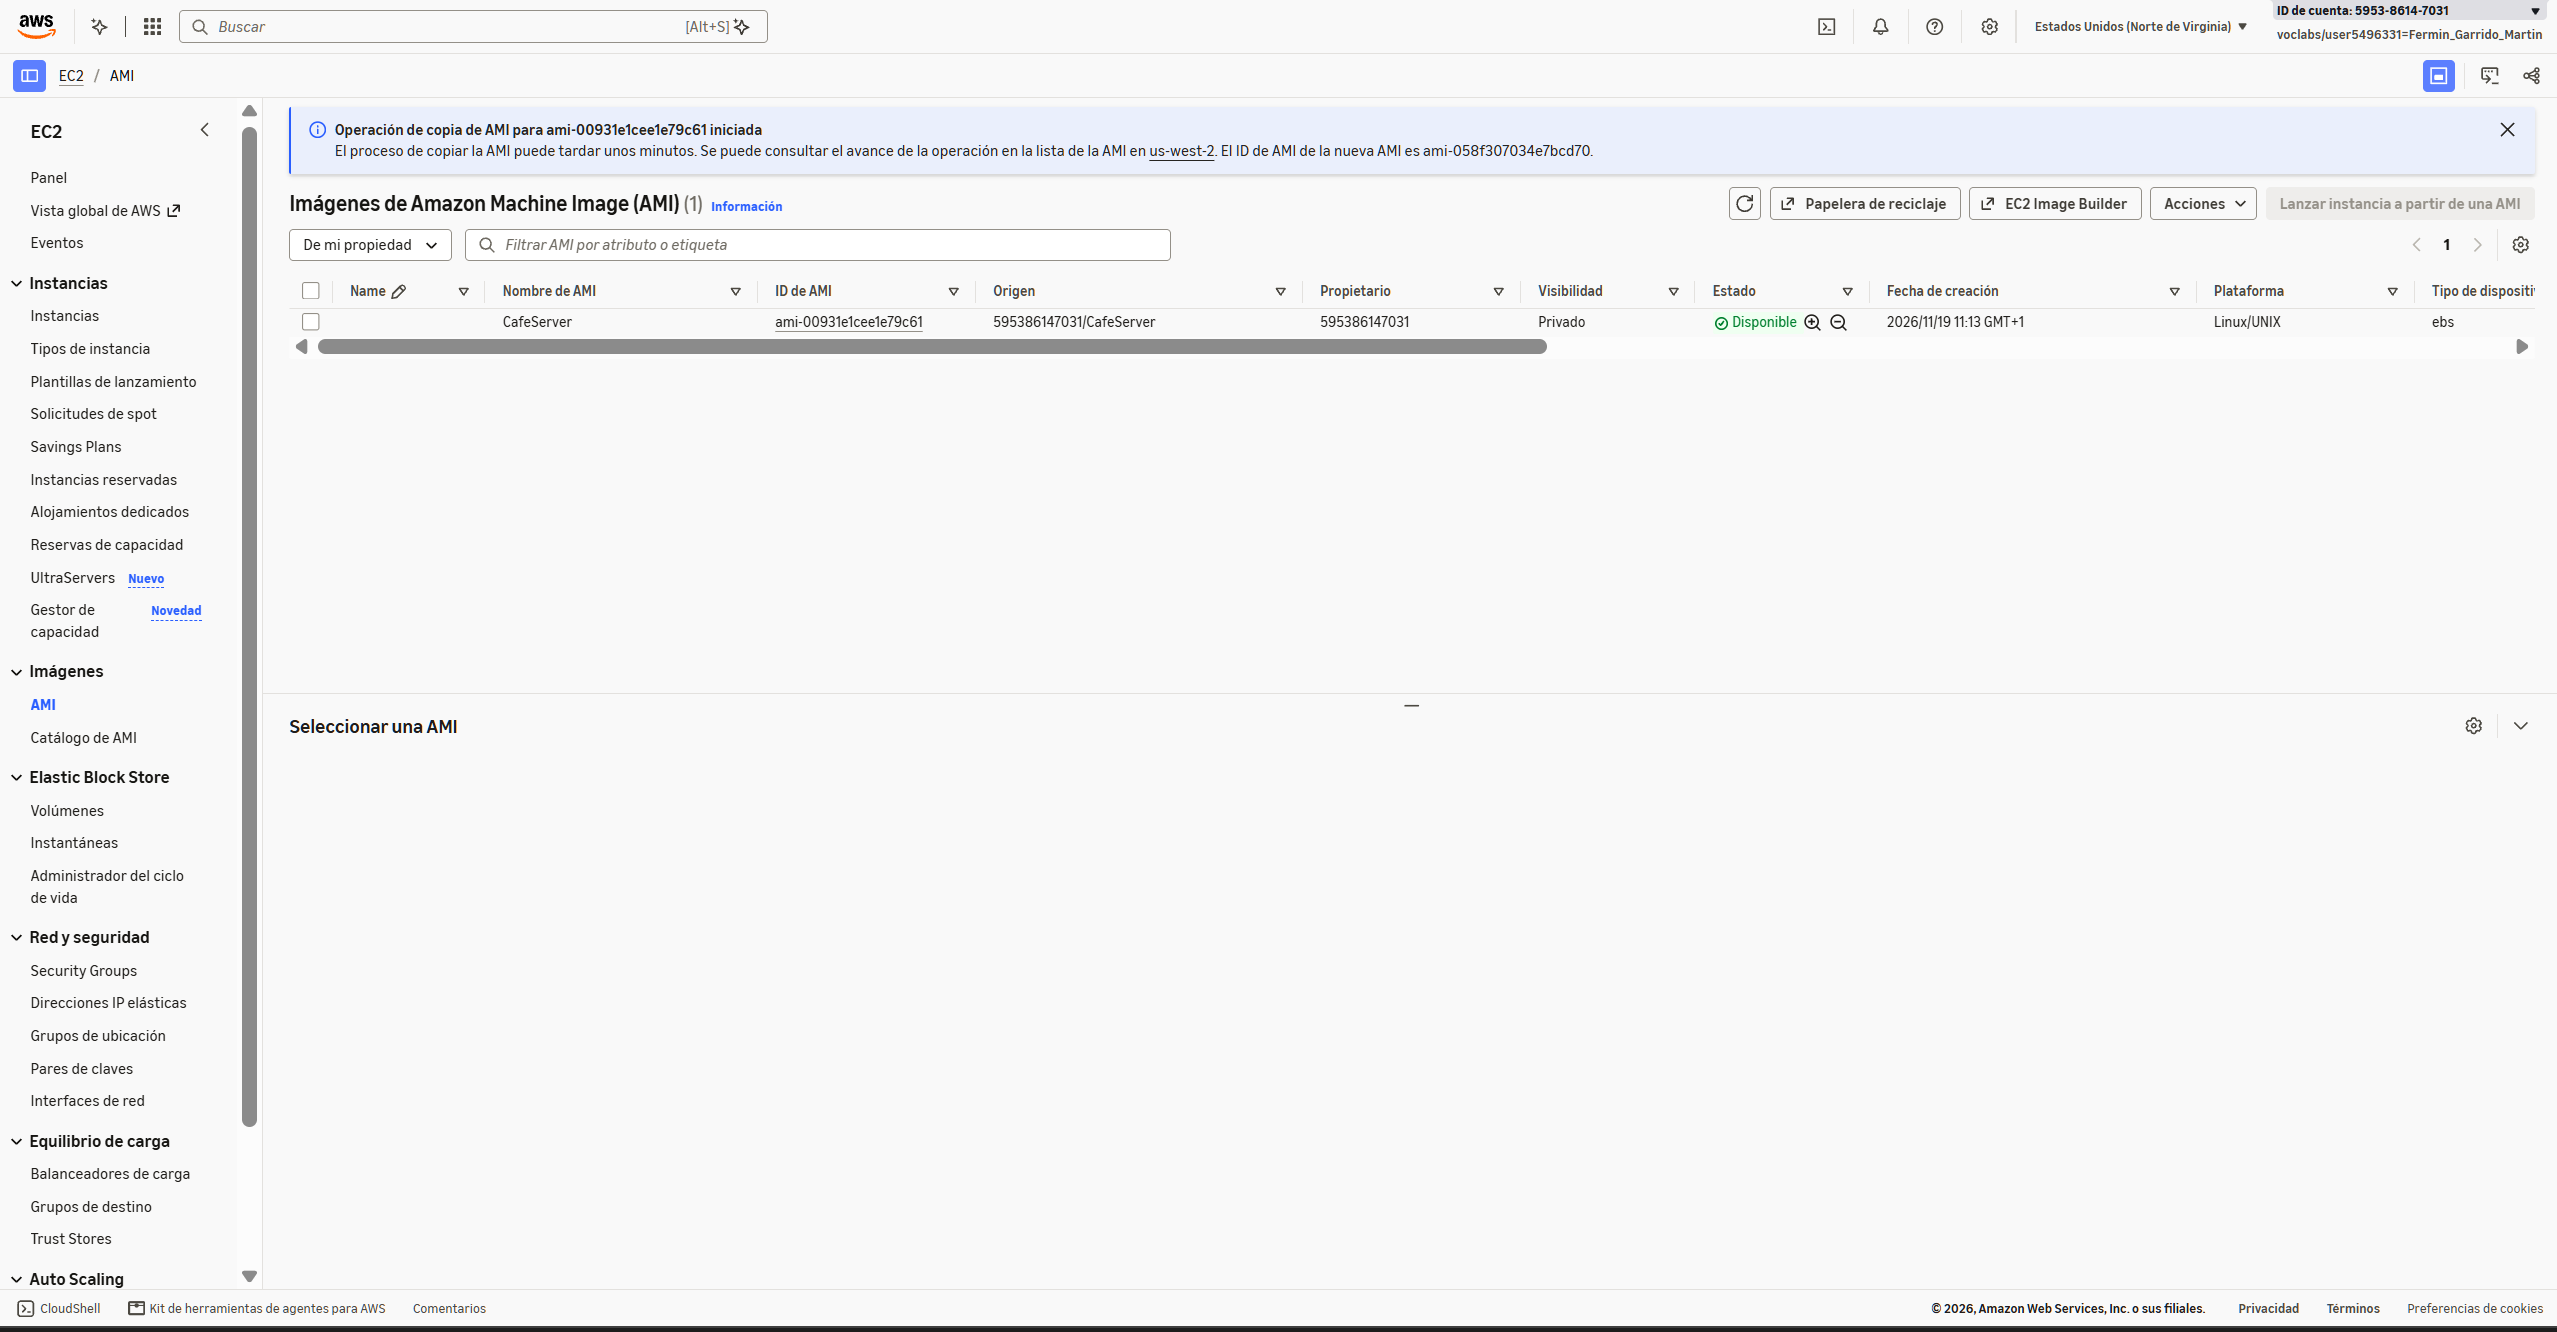 aws
Buscar
[Alt+S]
Estados Unidos (Norte de Virginia)
ID de cuenta: 5953-8614-7031
voclabs/user5496331=Fermin_Garrido_Martin
EC2 / AMI
EC2
Panel
Vista global de AWS
Eventos
Instancias
Instancias
Tipos de instancia
Plantillas de lanzamiento
Solicitudes de spot
Savings Plans
Instancias reservadas
Alojamientos dedicados
Reservas de capacidad
UltraServers Nuevo
Gestor de capacidad Novedad
Imágenes
AMI
Catálogo de AMI
Elastic Block Store
Volúmenes
Instantáneas
Administrador del ciclo
de vida
Red y seguridad
Security Groups
Direcciones IP elásticas
Grupos de ubicación
Pares de claves
Interfaces de red
Equilibrio de carga
Balanceadores de carga
Grupos de destino
Trust Stores
Auto Scaling
Operación de copia de AMI para ami-00931e1cee1e79c61 iniciada
El proceso de copiar la AMI puede tardar unos minutos. Se puede consultar el avance de la operación en la lista de la AMI en us-west-2. El ID de AMI de la nueva AMI es ami-058f307034e7bcd70.
Imágenes de Amazon Machine Image (AMI) (1) Información
Papelera de reciclaje
EC2 Image Builder
Acciones
Lanzar instancia a partir de una AMI
De mi propiedad
Filtrar AMI por atributo o etiqueta
1
Name Nombre de AMI ID de AMI Origen Propietario Visibilidad Estado Fecha de creación Plataforma Tipo de dispositi
CafeServer ami-00931e1cee1e79c61 595386147031/CafeServer 595386147031 Privado Disponible 2026/11/19 11:13 GMT+1 Linux/UNIX ebs
Seleccionar una AMI
CloudShell Kit de herramientas de agentes para AWS Comentarios
© 2026, Amazon Web Services, Inc. o sus filiales. Privacidad Términos Preferencias de cookies